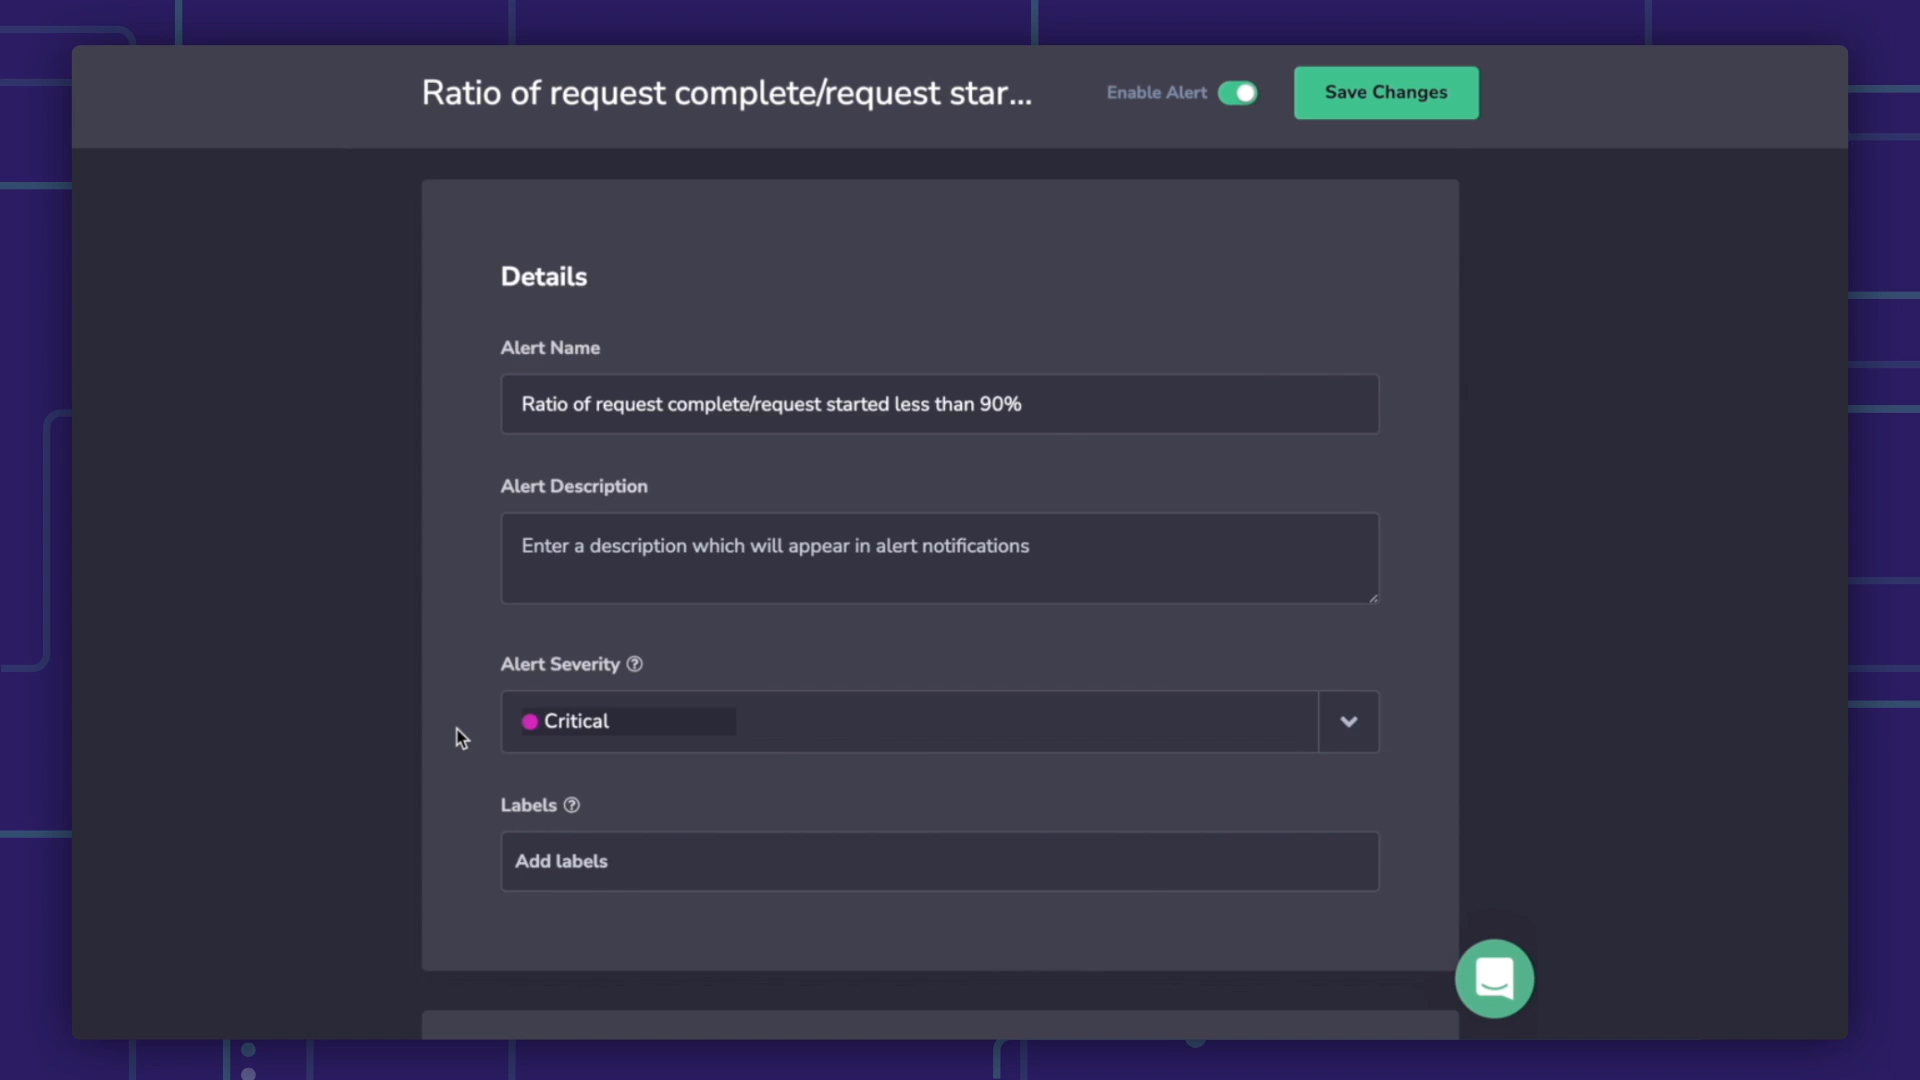 Ratio of request complete/request star...
Enable Alert
Save Changes
Details
Alert Name
Ratio of request complete/request started less than 90%
Alert Description
Enter a description which will appear in alert notifications
Alert Severity ?
Critical
Labels ?
Add labels